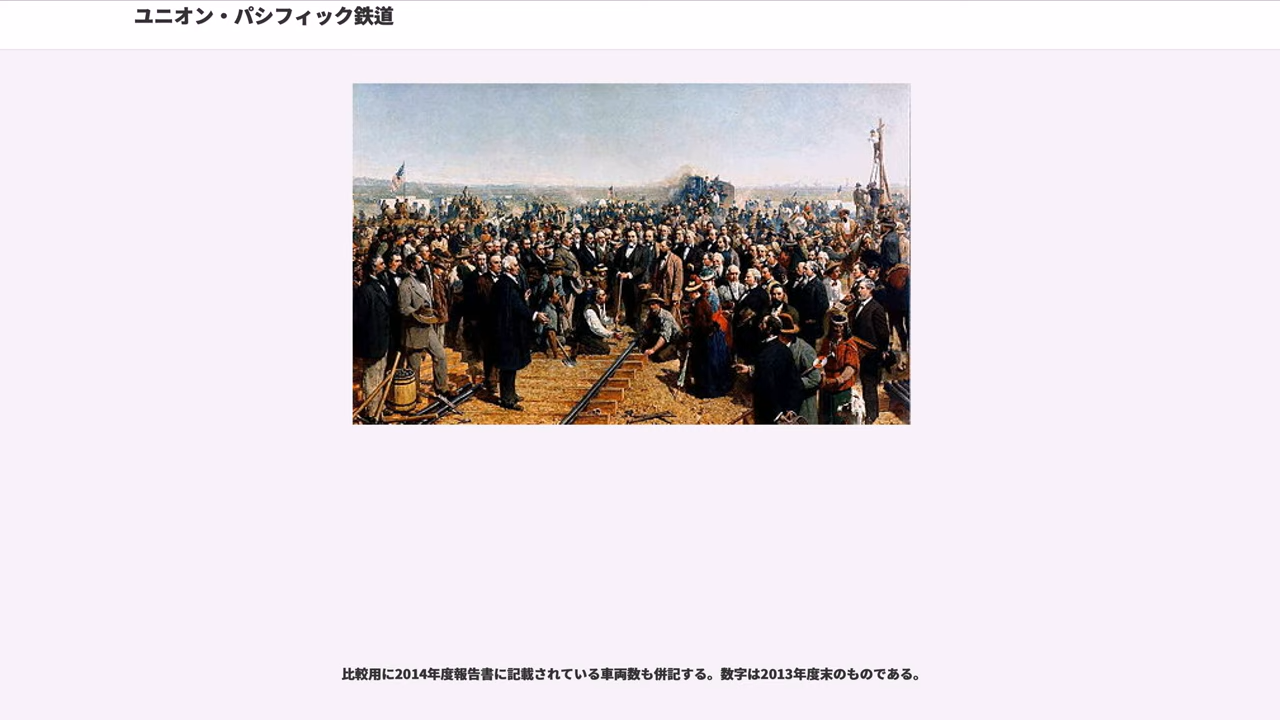 ユニオン・パシフィック鉄道
比較用に2014年度報告書に記載されている車両数も併記する。数字は2013年度末のものである。